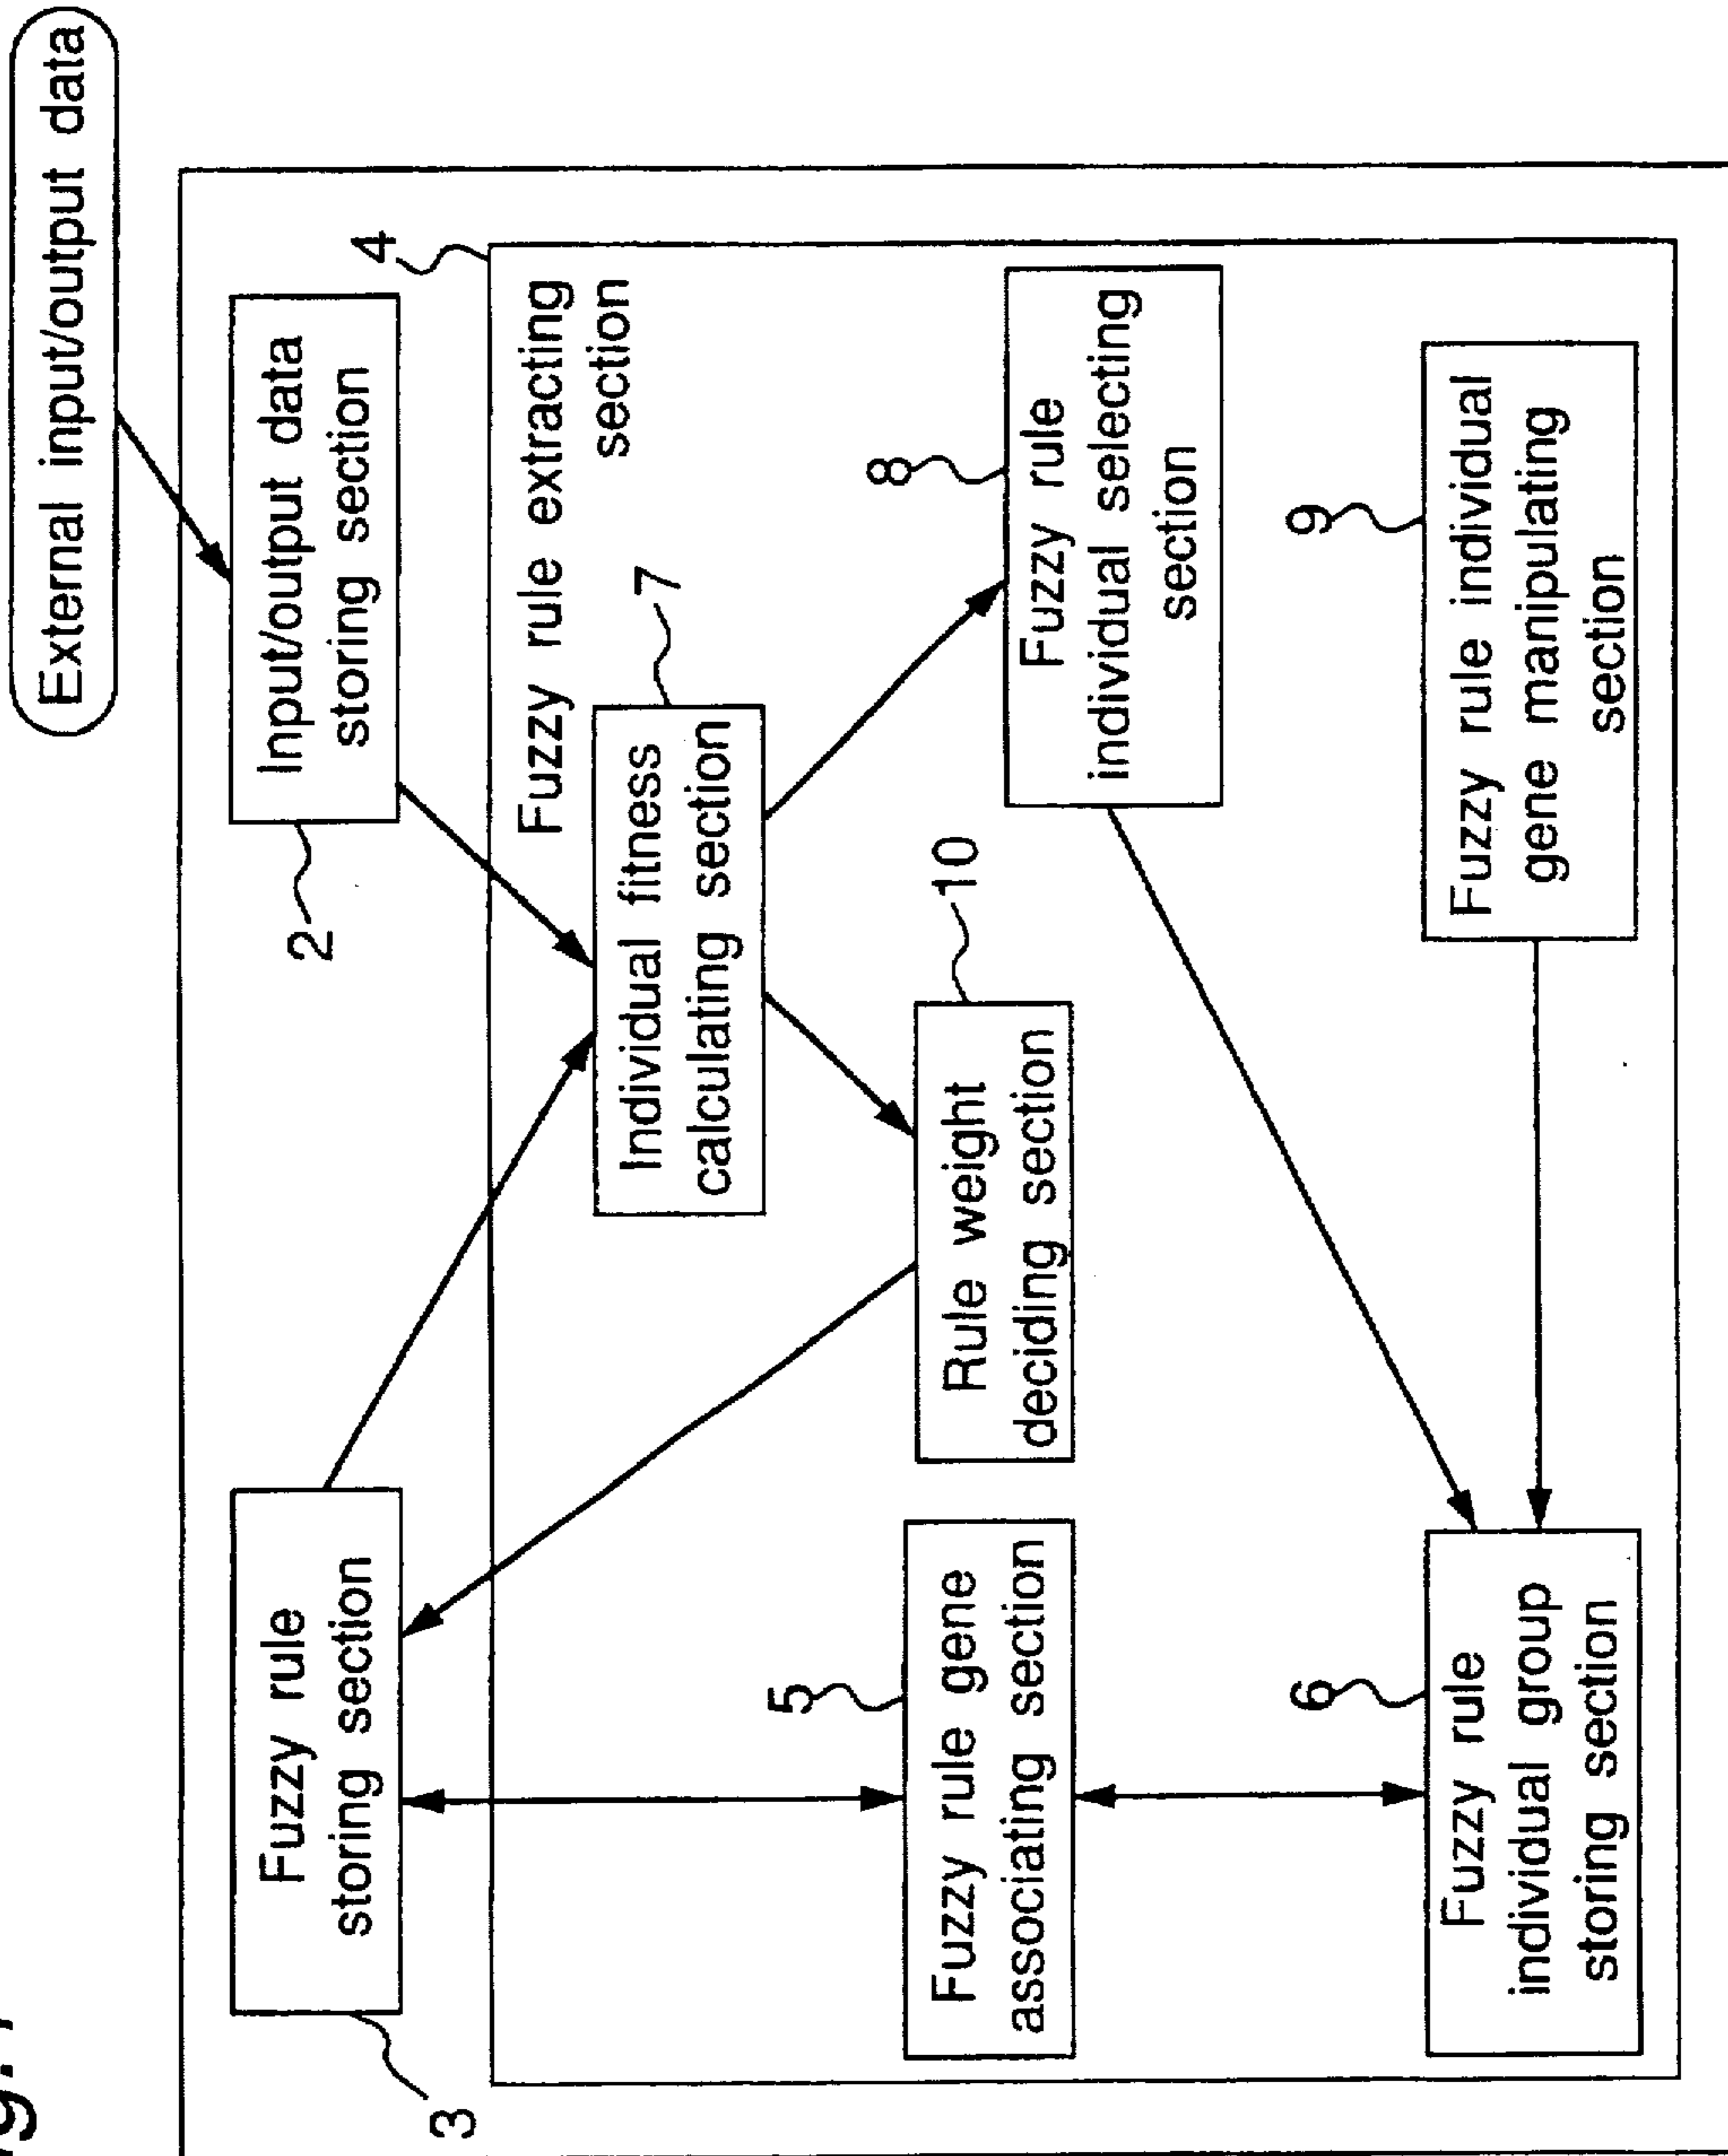 External input/output data
Fuzzy rule
storing section
3
Input/output data
storing section
2
4
Fuzzy rule extracting
section
Individual fitness
calculating section
7
Rule weight
deciding section
10
Fuzzy rule gene
associating section
5
Fuzzy rule
individual selecting
section
8
Fuzzy rule
individual group
storing section
6
Fuzzy rule individual
gene manipulating
section
9